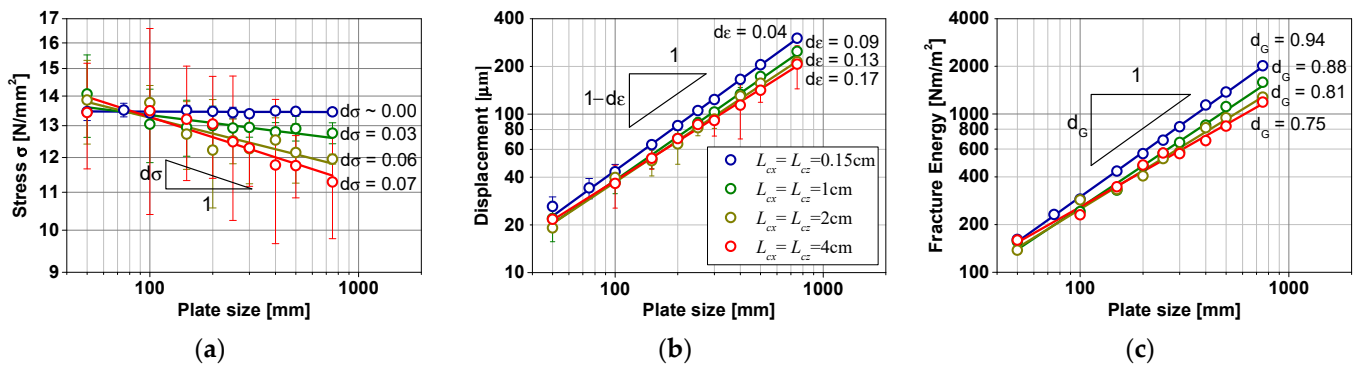 17
16
15
14
13
12
11
10
9
Stress σ [N/mm²]
dσ ~ 0.00
dσ = 0.03
dσ = 0.06
dσ = 0.07
dσ
1
100
1000
Plate size [mm]
(a)
400
200
100
80
60
40
20
10
Displacement |μm]
1
1−dε
dε = 0.04
dε = 0.09
dε = 0.13
dε = 0.17
Lcx = Lcz = 0.15cm
Lcx = Lcz = 1cm
Lcx = Lcz = 2cm
Lcx = Lcz = 4cm
10
100
1000
Plate size [mm]
(b)
4000
2000
1000
800
600
400
200
100
Fracture Energy [Nm/m²]
1
dG
dG = 0.94
dG = 0.88
dG = 0.81
dG = 0.75
100
1000
Plate size [mm]
(c)